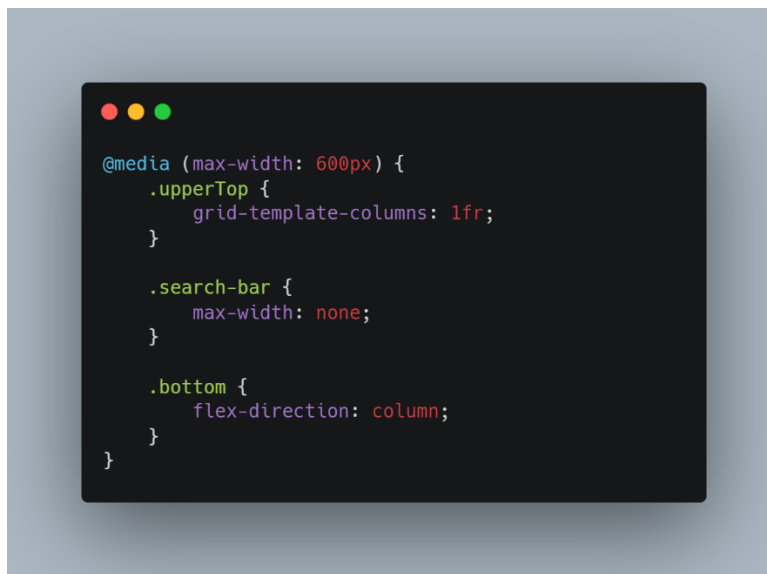 @media (max-width: 600px) {
    .upperTop {
        grid-template-columns: 1fr;
    }

    .search-bar {
        max-width: none;
    }

    .bottom {
        flex-direction: column;
    }
}